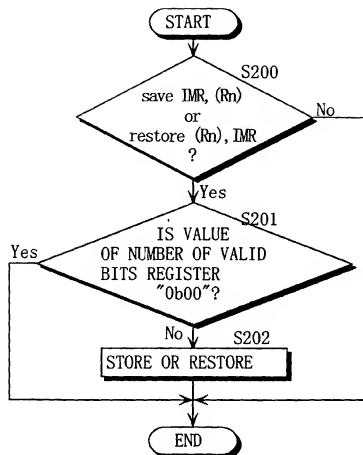 START
S200
save IMR, (Rn)
or
restore (Rn), IMR
?
No
Yes
S201
Yes
IS VALUE
OF NUMBER OF VALID
BITS REGISTER
"0b00"?
No
S202
STORE OR RESTORE
END